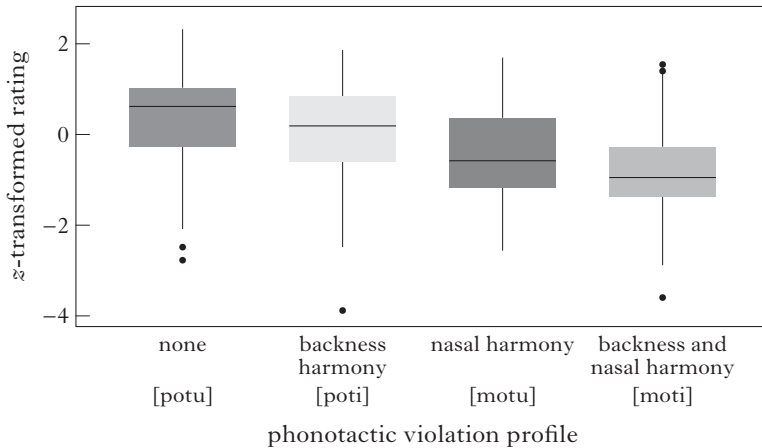 2
0
−2
−4
z-transformed rating
none
backness
harmony
nasal harmony
backness and
nasal harmony
[potu]
[poti]
[motu]
[moti]
phonotactic violation profile